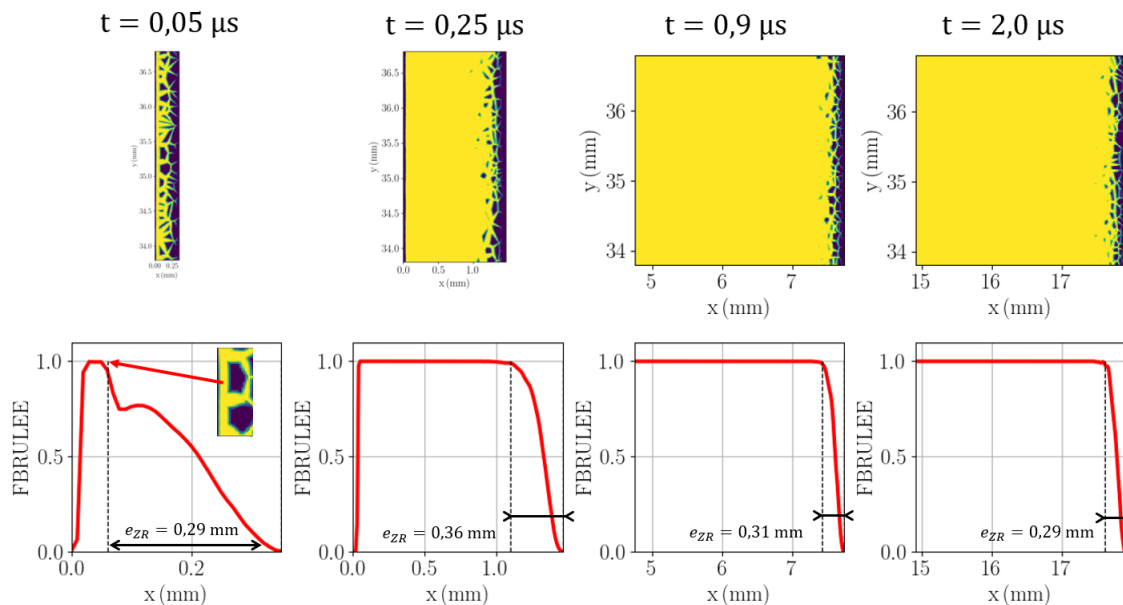 t = 0,05 μs
t = 0,25 μs
t = 0,9 μs
t = 2,0 μs
36.5
36.0
35.5
35.0
34.5
34.0
y (mm)
0.00 0.25
x (mm)
36.5
36.0
35.5
35.0
34.5
34.0
y (mm)
0.0 0.5 1.0
x (mm)
36
35
34
y (mm)
5 6 7
x (mm)
36
35
34
y (mm)
15 16 17
x (mm)
1.0
0.5
0.0
FBRULEE
e_ZR = 0,29 mm
0.0 0.2
x (mm)
1.0
0.5
0.0
FBRULEE
e_ZR = 0,36 mm
0.0 0.5 1.0
x (mm)
1.0
0.5
0.0
FBRULEE
e_ZR = 0,31 mm
5 6 7
x (mm)
1.0
0.5
0.0
FBRULEE
e_ZR = 0,29 mm
15 16 17
x (mm)